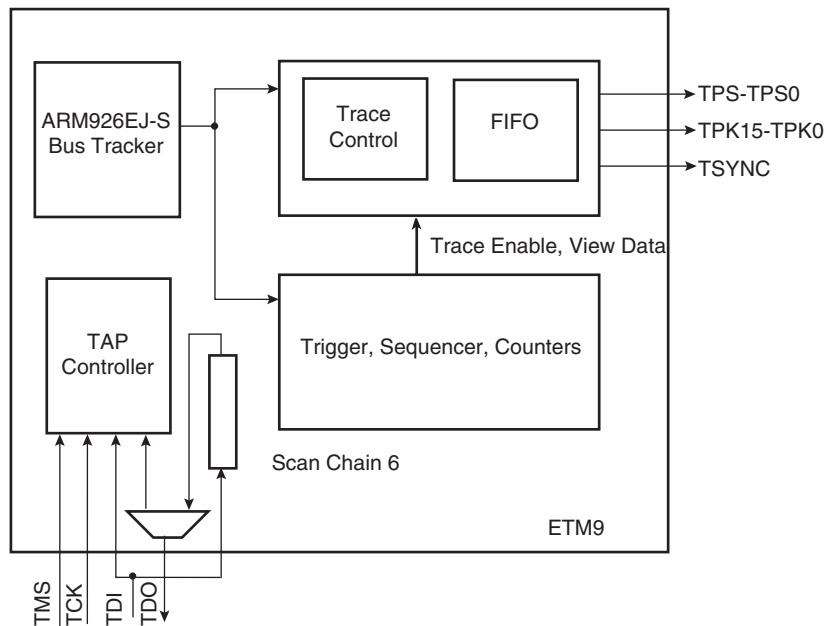 ARM926EJ-S
Bus Tracker
Trace
Control
FIFO
TPS-TPS0
TPK15-TPK0
TSYNC
Trace Enable, View Data
TAP
Controller
Trigger, Sequencer, Counters
Scan Chain 6
ETM9
TMS
TCK
TDI
TDO